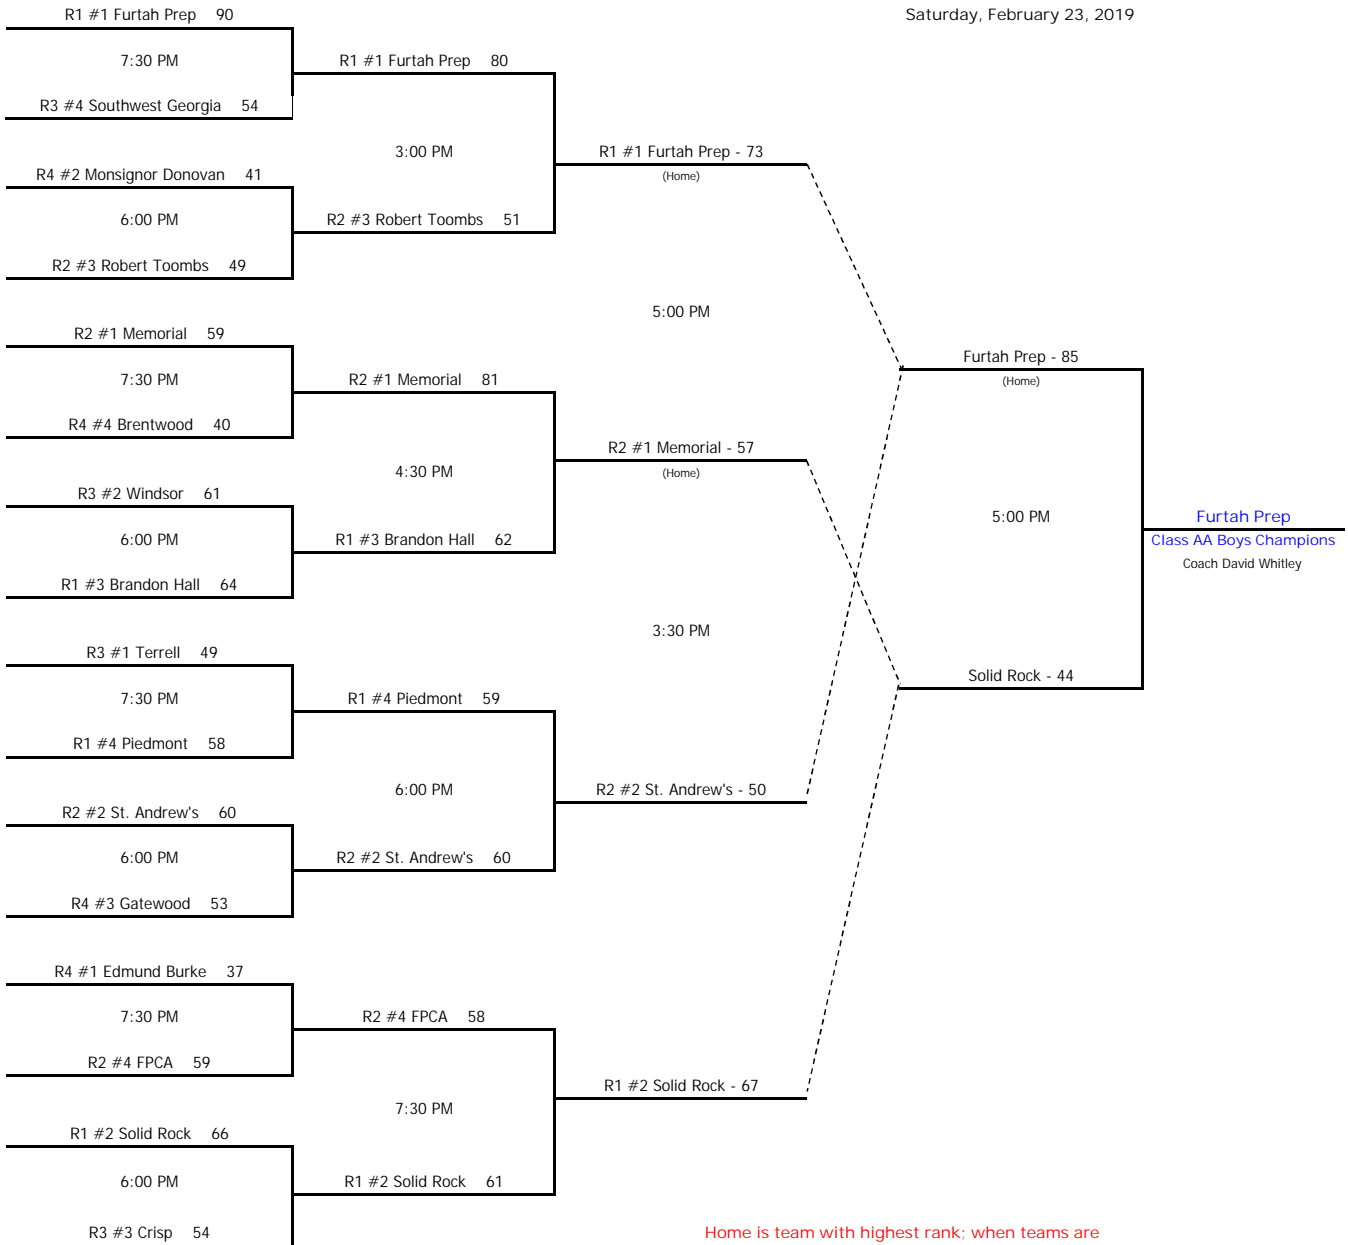 R1 #1 Furtah Prep 90
Saturday, February 23, 2019
7:30 PM
R1 #1 Furtah Prep 80
R3 #4 Southwest Georgia 54
3:00 PM
R1 #1 Furtah Prep - 73
(Home)
R4 #2 Monsignor Donovan 41
6:00 PM
R2 #3 Robert Toombs 51
R2 #3 Robert Toombs 49
5:00 PM
R2 #1 Memorial 59
Furtah Prep - 85
(Home)
7:30 PM
R2 #1 Memorial 81
R4 #4 Brentwood 40
R2 #1 Memorial - 57
(Home)
4:30 PM
R3 #2 Windsor 61
5:00 PM
Furtah Prep
Class AA Boys Champions
Coach David Whitley
6:00 PM
R1 #3 Brandon Hall 62
R1 #3 Brandon Hall 64
3:30 PM
R3 #1 Terrell 49
Solid Rock - 44
7:30 PM
R1 #4 Piedmont 59
R1 #4 Piedmont 58
6:00 PM
R2 #2 St. Andrew's - 50
R2 #2 St. Andrew's 60
6:00 PM
R2 #2 St. Andrew's 60
R4 #3 Gatewood 53
R4 #1 Edmund Burke 37
7:30 PM
R2 #4 FPCA 58
R2 #4 FPCA 59
R1 #2 Solid Rock - 67
7:30 PM
R1 #2 Solid Rock 66
6:00 PM
R1 #2 Solid Rock 61
R3 #3 Crisp 54
Home is team with highest rank; when teams are